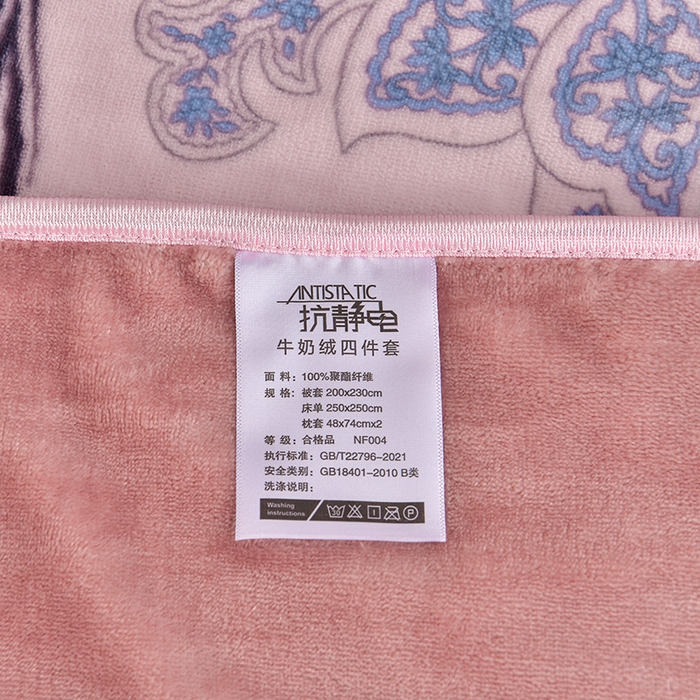 ANTISTATIC
抗静电
牛奶绒四件套
面 料：100%聚酯纤维
规 格：被套 200x230cm
床单 250x250cm
枕套 48x74cmx2
等 级：合格品 NF004
执行标准：GB/T22796-2021
安全类别：GB18401-2010 B类
洗涤说明：
Washing
instructions
30 P